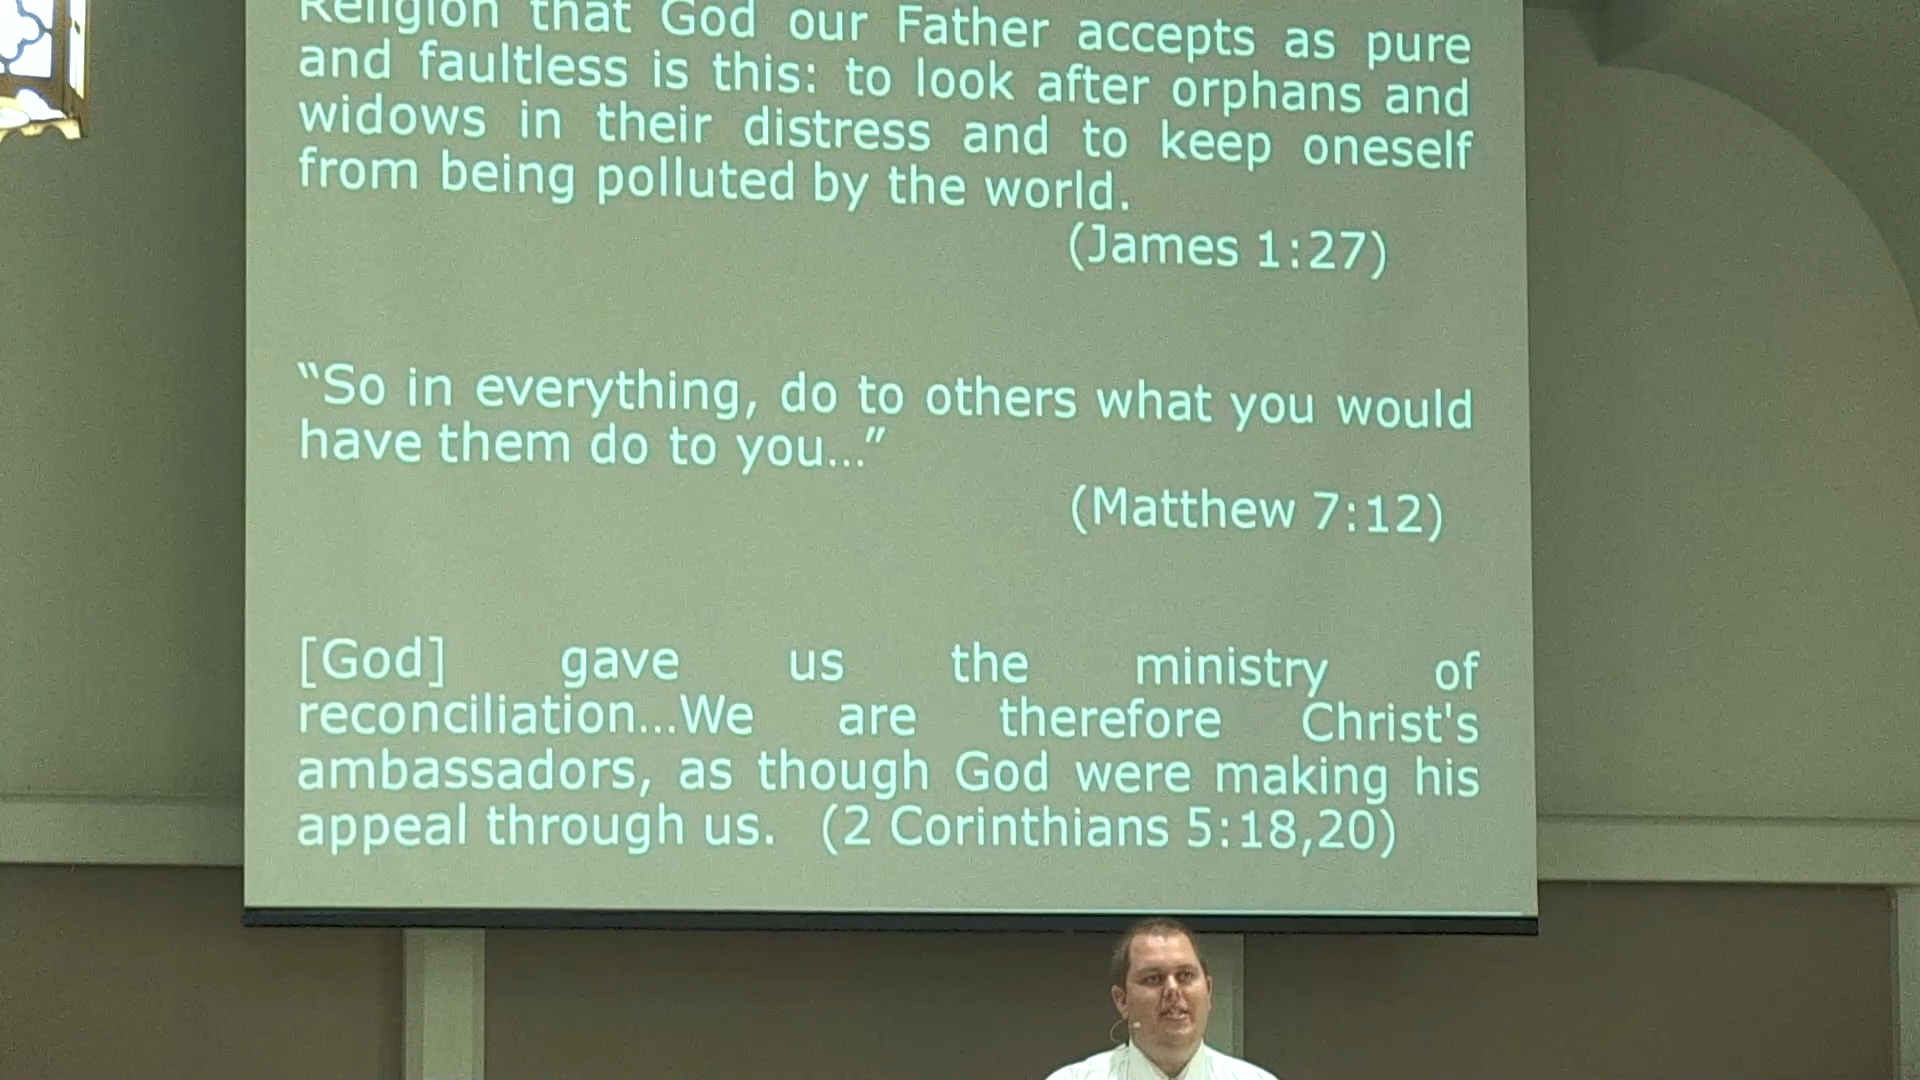 Religion that God our Father accepts as pure
and faultless is this: to look after orphans and
widows in their distress and to keep oneself
from being polluted by the world.
(James 1:27)
“So in everything, do to others what you would
have them do to you...”
(Matthew 7:12)
[God] gave us the ministry of
reconciliation...We are therefore Christ's
ambassadors, as though God were making his
appeal through us. (2 Corinthians 5:18,20)